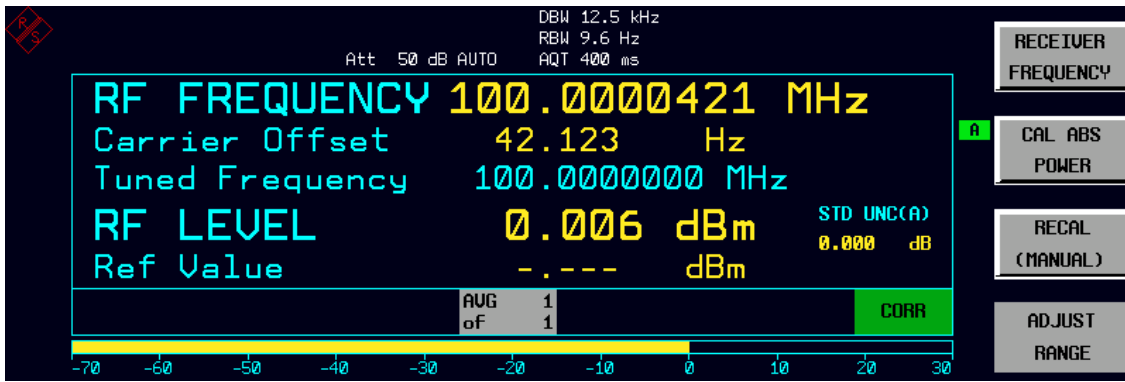 R
S
DBW 12.5 kHz
RBW 9.6 Hz
Att 50 dB AUTO AQT 400 ms
RF FREQUENCY 100.0000421 MHz
Carrier Offset 42.123 Hz
Tuned Frequency 100.0000000 MHz
RF LEVEL 0.006 dBm
STD UNC(A)
0.000 dB
Ref Value -.--- dBm
AVG 1
of 1
CORR
-70 -60 -50 -40 -30 -20 -10 0 10 20 30
A
RECEIVER
FREQUENCY
CAL ABS
POWER
RECAL
(MANUAL)
ADJUST
RANGE